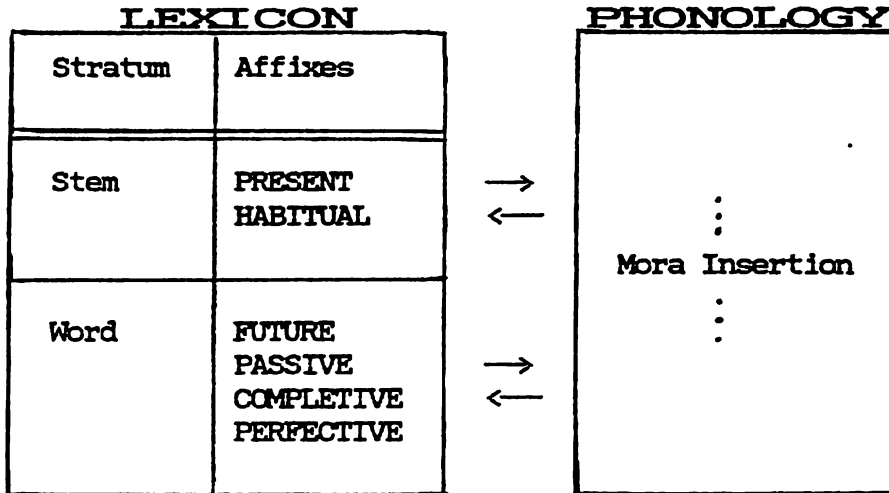 LEXICON PHONOLOGY
Stratum Affixes
Stem PRESENT →
HABITUAL ←
Mora Insertion
Word FUTURE
PASSIVE →
COMPLETIVE ←
PERFECTIVE